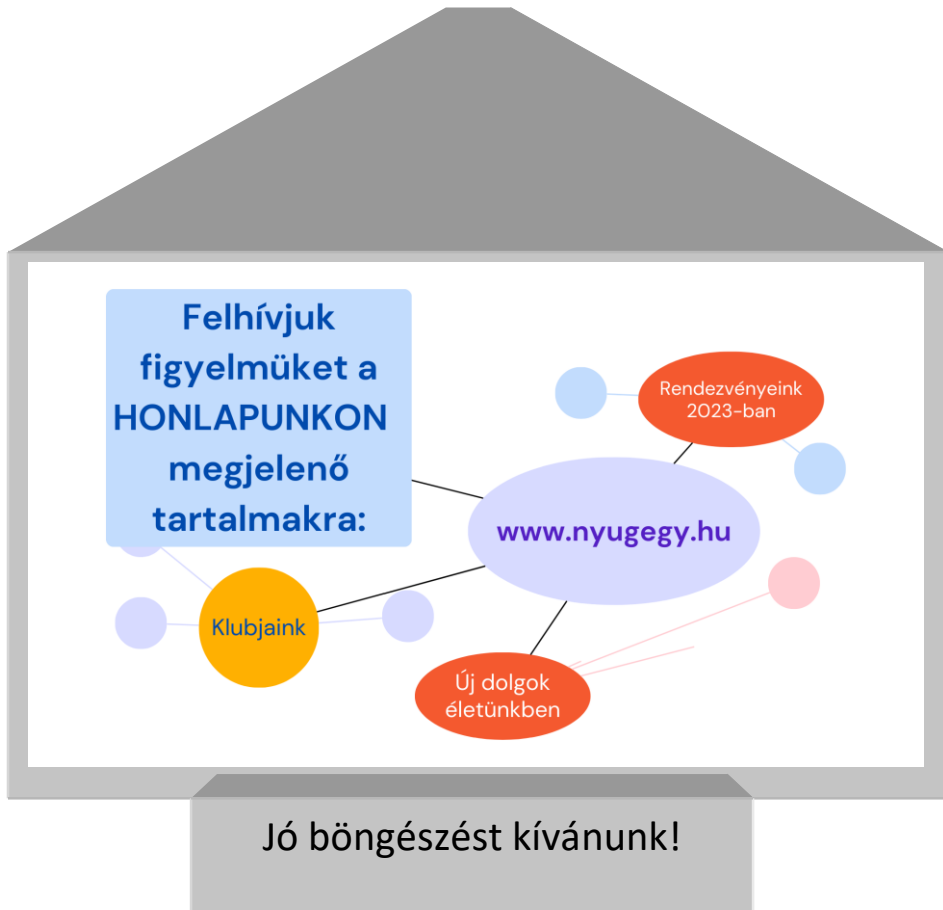 Felhívjuk
figyelmüket a
HONLAPUNKON
megjelenő
tartalmakra:
Rendezvényeink
2023-ban
www.nyugegy.hu
Klubjaink
Új dolgok
életünkben
Jó böngészést kívánunk!